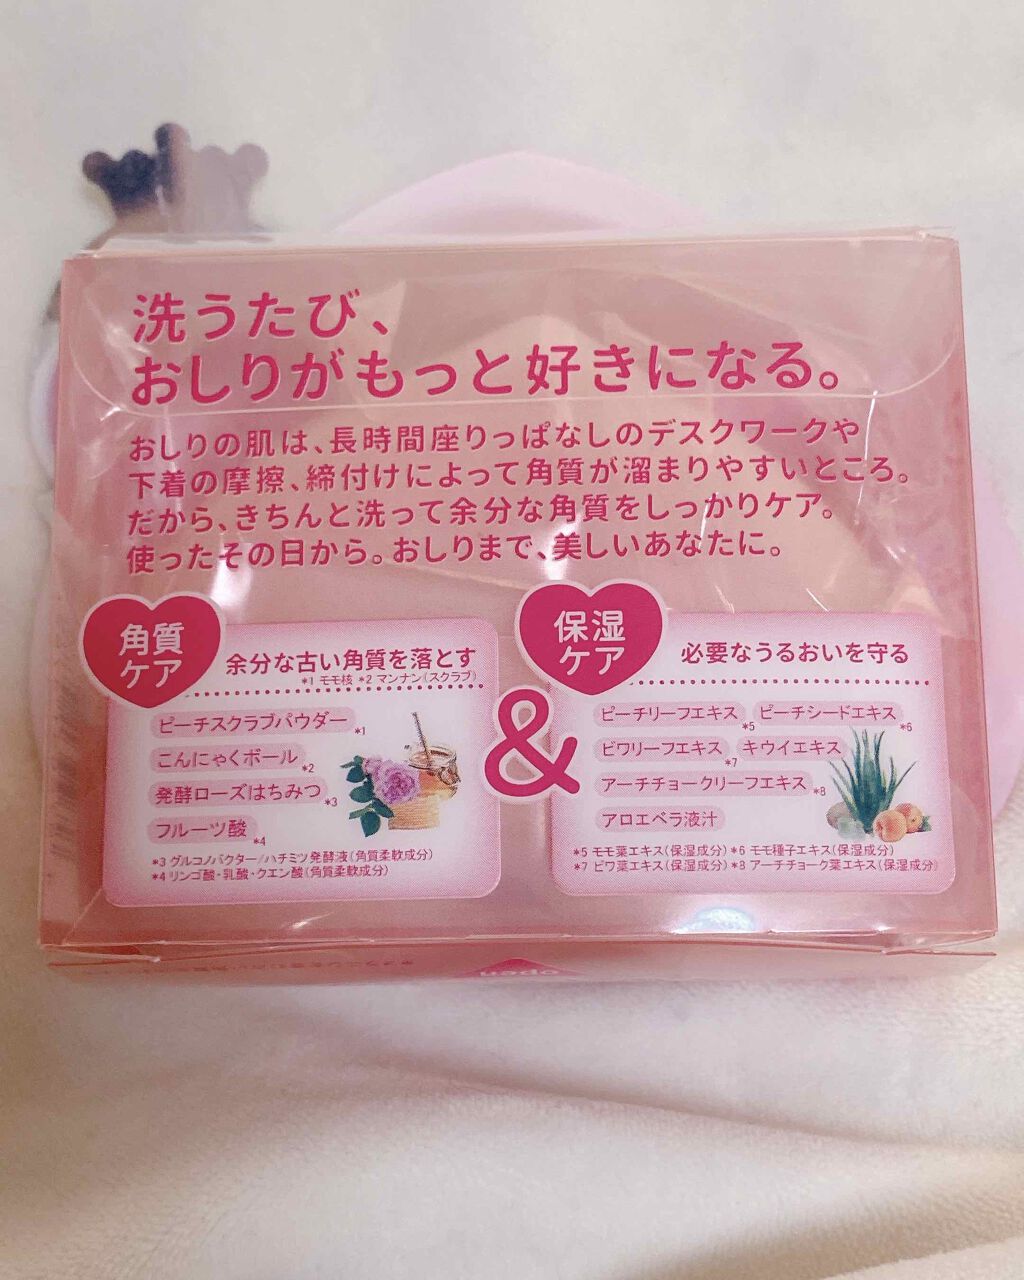 洗うたび、
おしりがもっと好きになる。
おしりの肌は、長時間座りっぱなしのデスクワークや
下着の摩擦、締付けによって角質が溜まりやすいところ。
だから、きちんと洗って余分な角質をしっかりケア。
使ったその日から。おしりまで、美しいあなたに。
角質
ケア
余分な古い角質を落とす
*1 モモ核 *2 マンナン(スクラブ)
ピーチスクラブパウダー*1
こんにゃくボール*2
発酵ローズはちみつ*3
フルーツ酸*4
*3 グルコノバクター/ハチミツ発酵液(角質柔軟成分)
*4 リンゴ酸・乳酸・クエン酸(角質柔軟成分)
&
保湿
ケア
必要なうるおいを守る
ピーチリーフエキス*5 ピーチシードエキス*6
ビワリーフエキス*7 キウイエキス
アーチチョークリーフエキス*8
アロエベラ液汁
*5 モモ葉エキス(保湿成分) *6 モモ種子エキス(保湿成分)
*7 ビワ葉エキス(保湿成分) *8 アーチチョーク葉エキス(保湿成分)
open